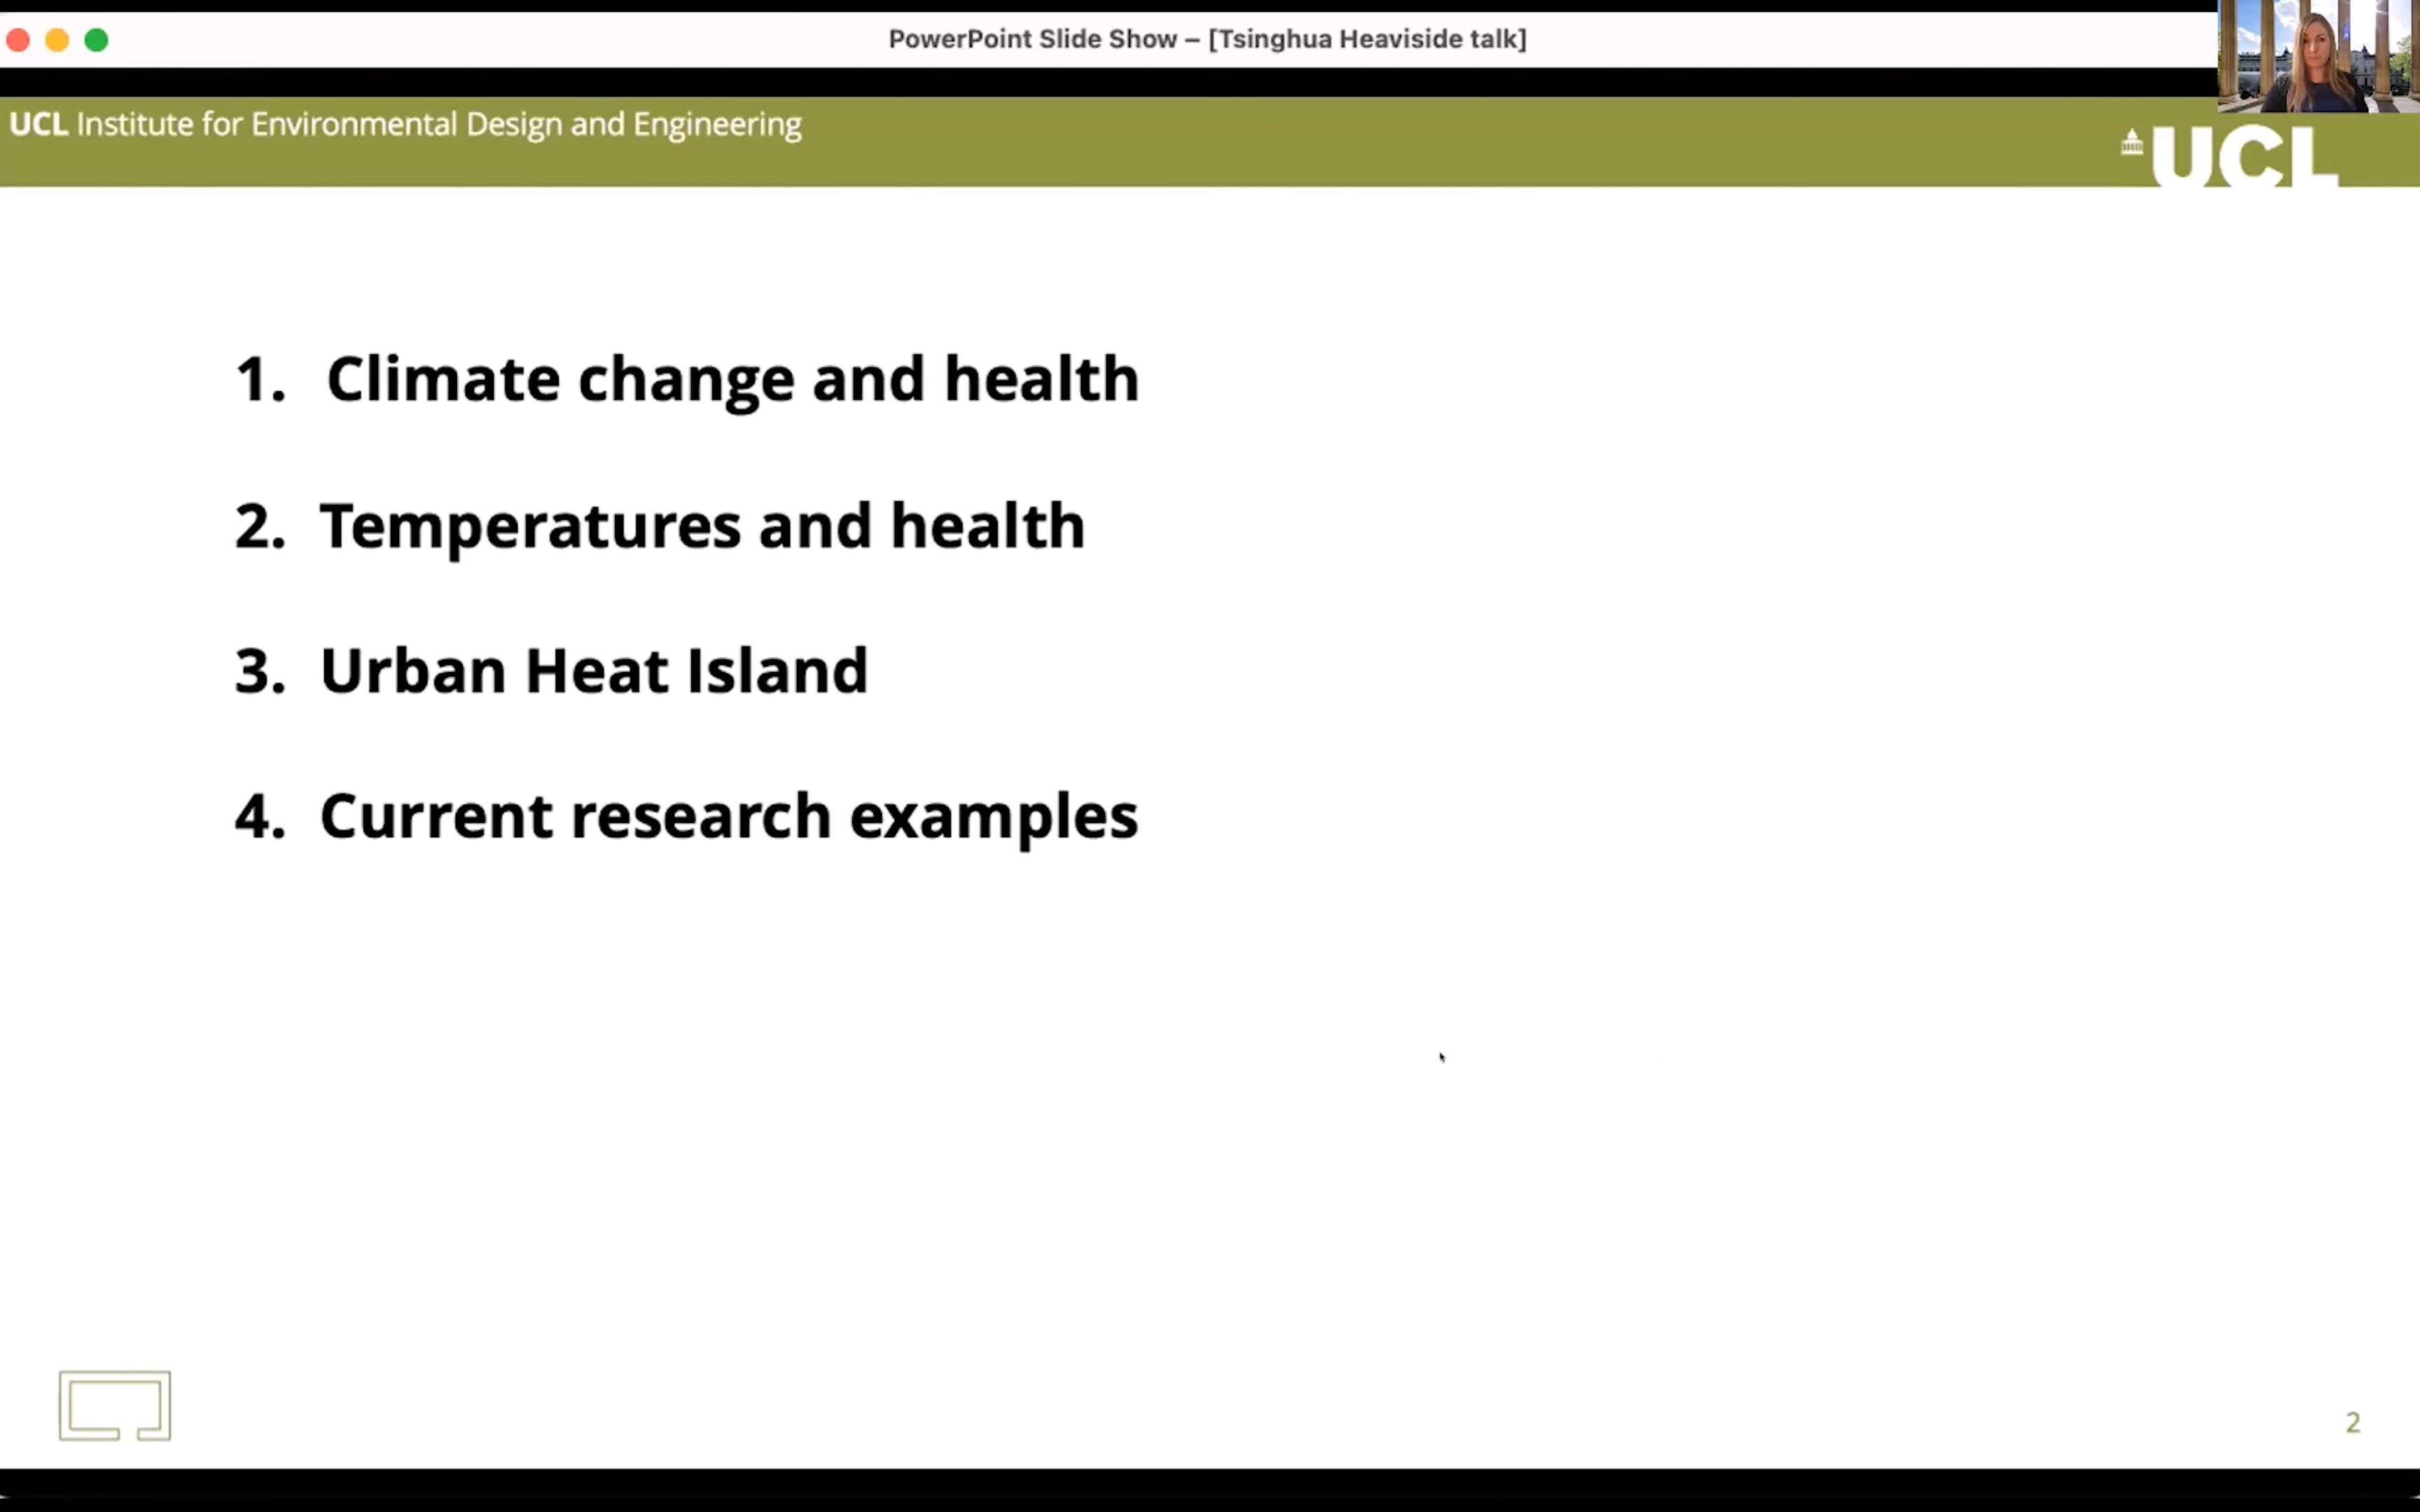 PowerPoint Slide Show – [Tsinghua Heaviside talk]
UCL Institute for Environmental Design and Engineering
UCL
1. Climate change and health
2. Temperatures and health
3. Urban Heat Island
4. Current research examples
2